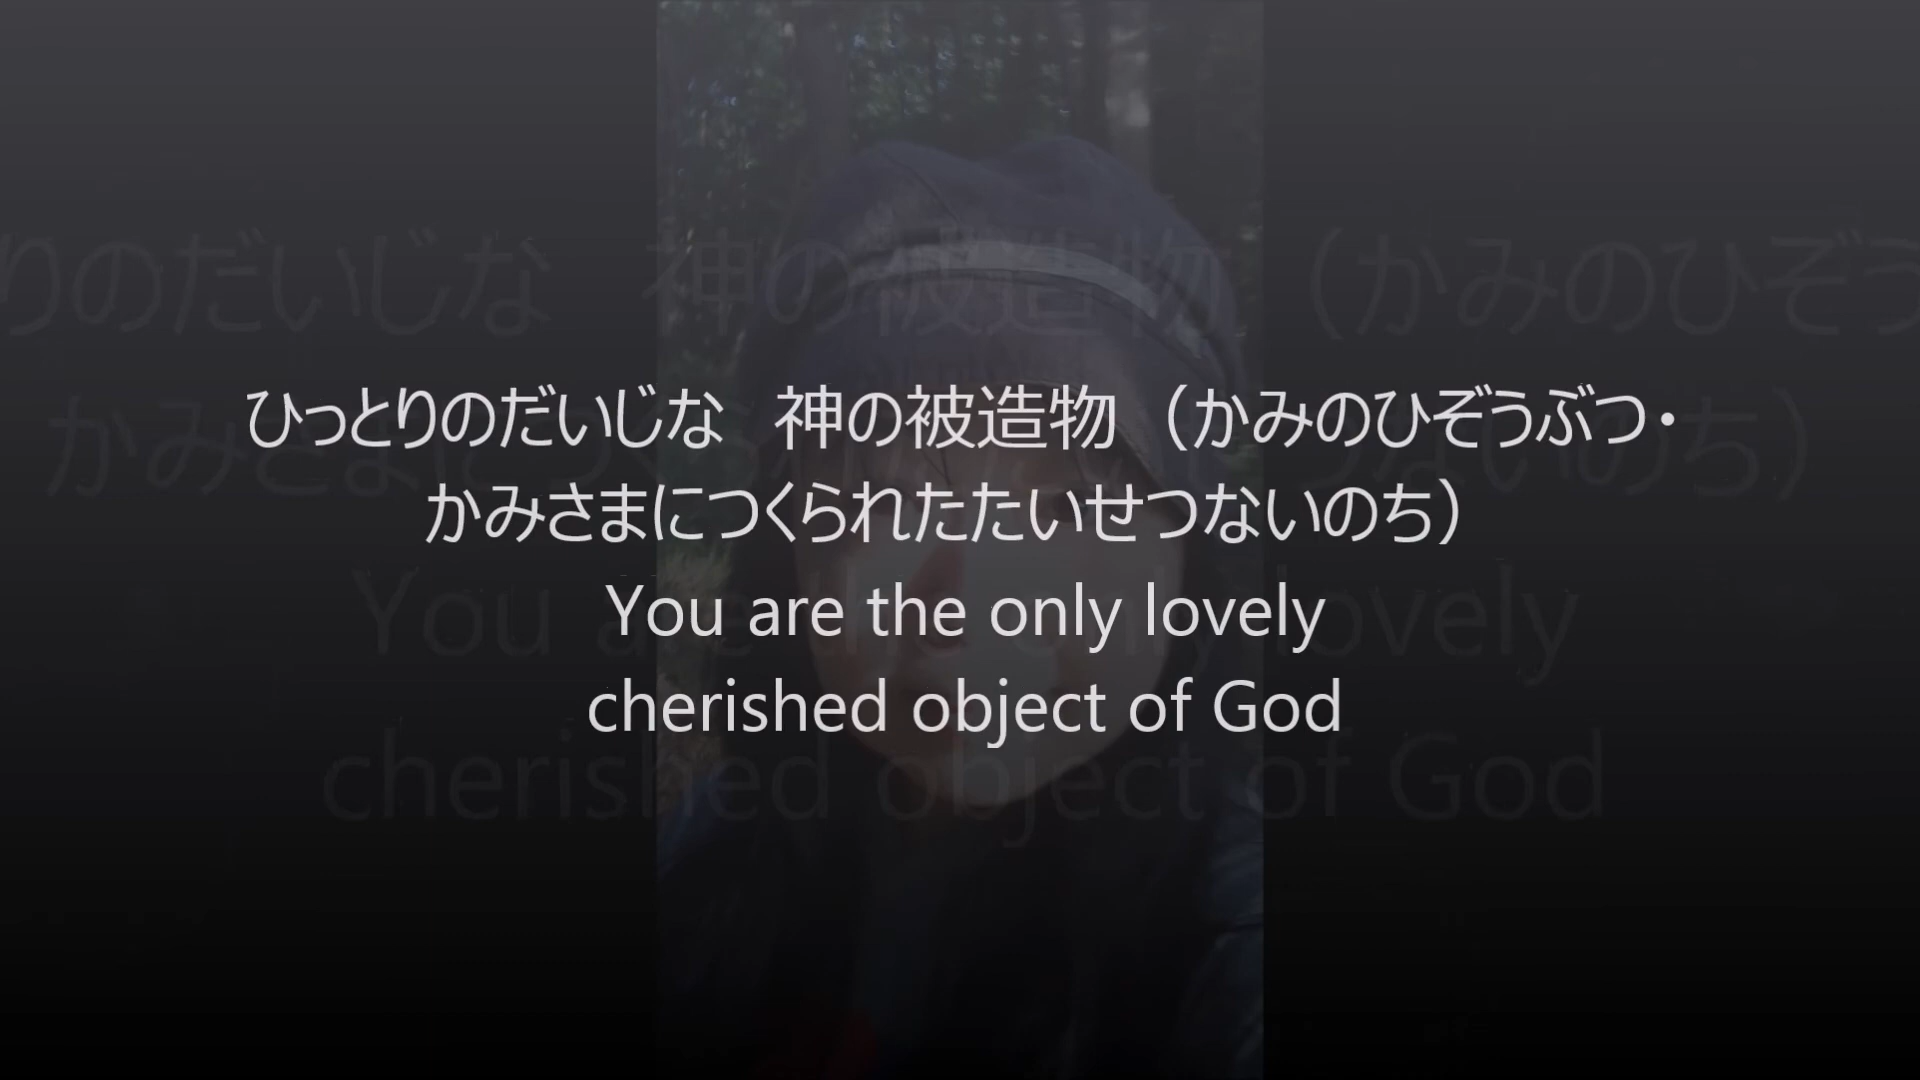 ひっとりのだいじな　神の被造物　（かみのひぞうぶつ・
かみさまにつくられたたいせつないのち）
You are the only lovely
cherished object of God